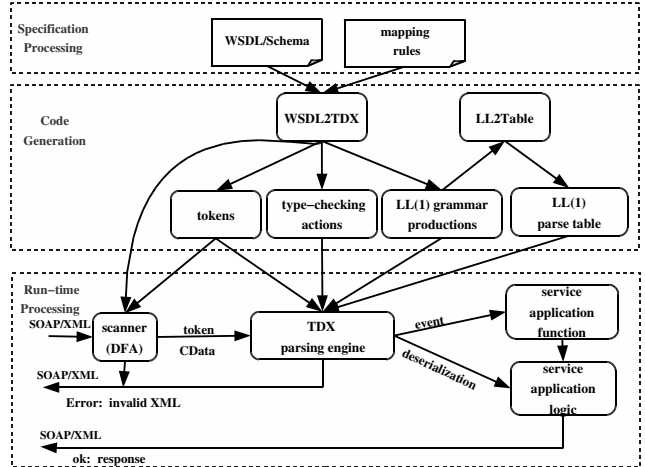 Specification
Processing
WSDL/Schema
mapping
rules
Code
Generation
WSDL2TDX
LL2Table
tokens
type-checking
actions
LL(1) grammar
productions
LL(1)
parse table
Run-time
Processing
SOAP/XML
scanner
(DFA)
token
CData
TDX
parsing engine
event
deserialization
service
application
function
service
application
logic
SOAP/XML
Error: invalid XML
SOAP/XML
ok: response